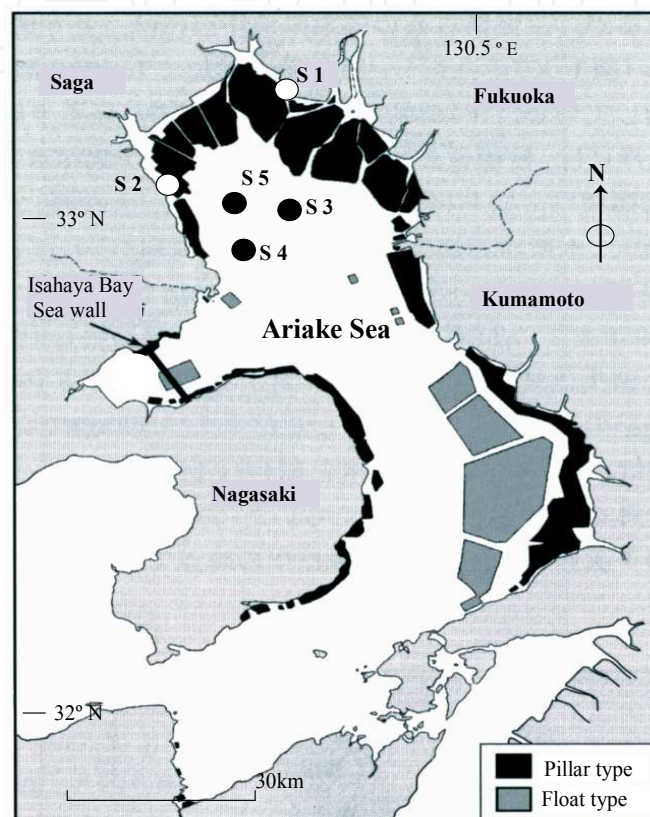 130.5 º E
Saga
S 1
Fukuoka
N
S 2
S 5
S 3
33º N
S 4
Isahaya Bay
Sea wall
Kumamoto
Ariake Sea
Nagasaki
32º N
30km
Pillar type
Float type